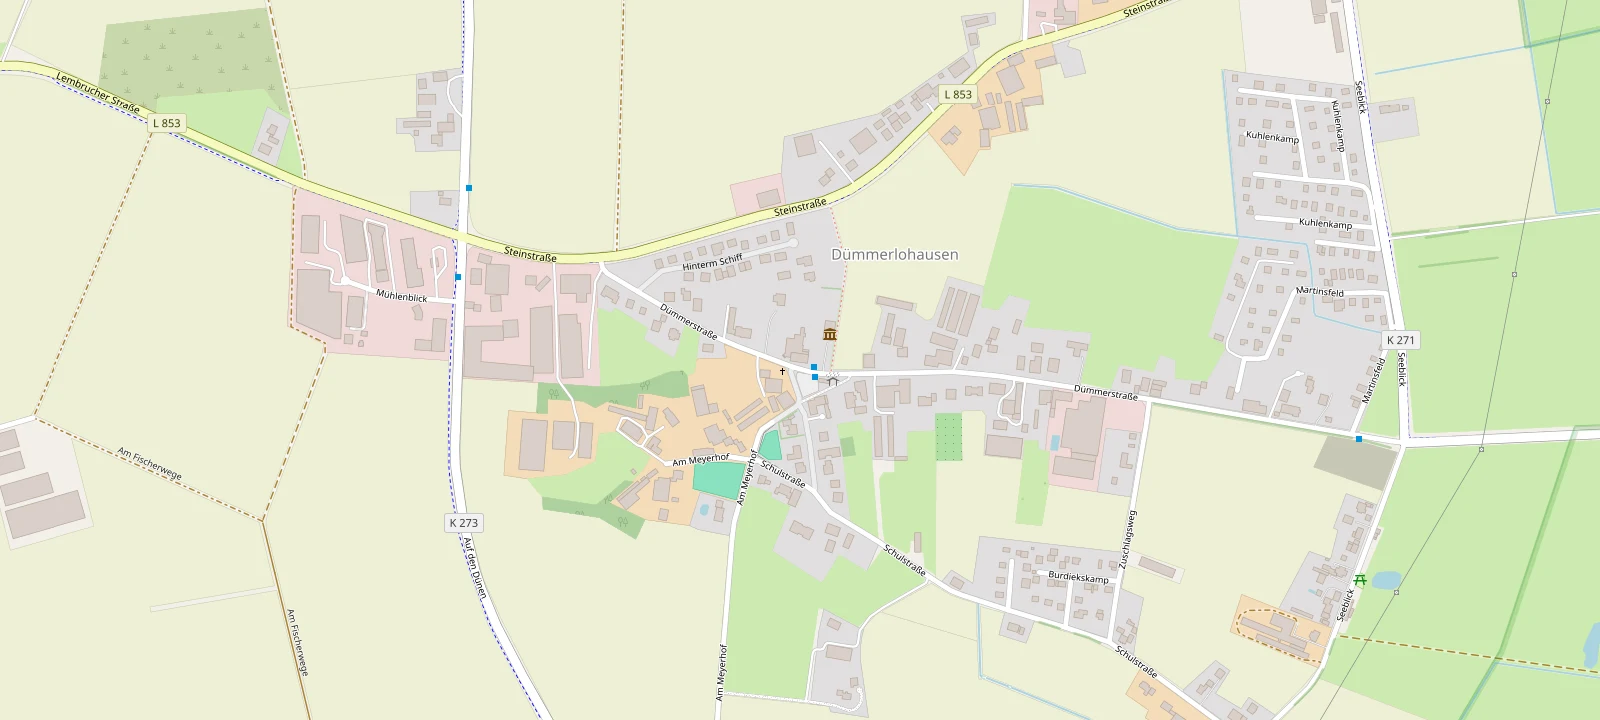 Steinstraße
Lembrucher Straße
L 853
L 853
Seeblick
Kuhlenkamp
Kuhlenkamp
Steinstraße
Kuhlenkamp
Steinstraße
Dümmerlohausen
Hinterm Schiff
Mühlenblick
Martinsfeld
Dümmerstraße
K 271
Seeblick
Martinsfeld
Dümmerstraße
Am Fischerwege
Am Meyerhof
Schulstraße
Am Meyerhof
K 273
Zuschlagsweg
Auf den Dünen
Schulstraße
Burdiekskamp
Seeblick
Am Fischerwege
Am Meyerhof
Schulstraße